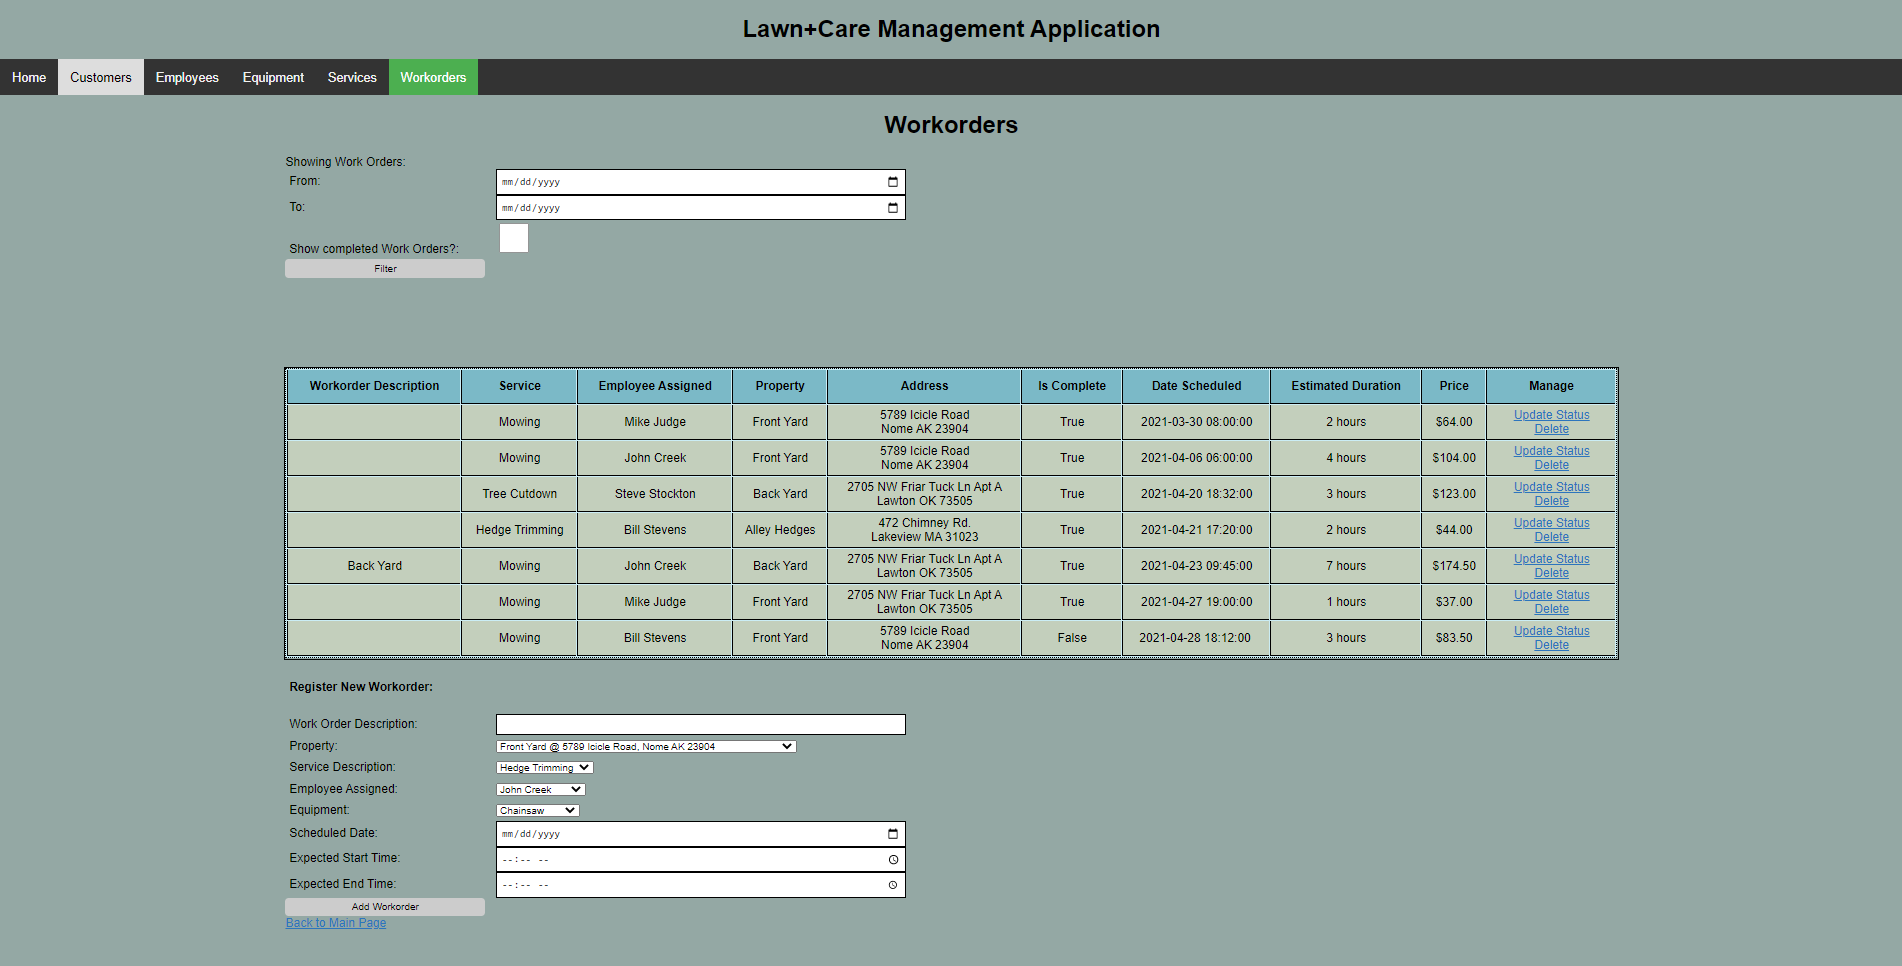 Lawn+Care Management Application
Home Customers Employees Equipment Services Workorders
Workorders
Showing Work Orders:
From: mm/dd/yyyy
To: mm/dd/yyyy
Show completed Work Orders?:
Filter
Workorder Description Service Employee Assigned Property Address Is Complete Date Scheduled Estimated Duration Price Manage
Mowing Mike Judge Front Yard 5789 Icicle Road True 2021-03-30 08:00:00 2 hours $64.00 Update Status
Nome AK 23904 Delete
Mowing John Creek Front Yard 5789 Icicle Road True 2021-04-06 06:00:00 4 hours $104.00 Update Status
Nome AK 23904 Delete
Tree Cutdown Steve Stockton Back Yard 2705 NW Friar Tuck Ln Apt A True 2021-04-20 18:32:00 3 hours $123.00 Update Status
Lawton OK 73505 Delete
Hedge Trimming Bill Stevens Alley Hedges 472 Chimney Rd. True 2021-04-21 17:20:00 2 hours $44.00 Update Status
Lakeview MA 31023 Delete
Back Yard Mowing John Creek Back Yard 2705 NW Friar Tuck Ln Apt A True 2021-04-23 09:45:00 7 hours $174.50 Update Status
Lawton OK 73505 Delete
Mowing Mike Judge Front Yard 2705 NW Friar Tuck Ln Apt A True 2021-04-27 19:00:00 1 hours $37.00 Update Status
Lawton OK 73505 Delete
Mowing Bill Stevens Front Yard 5789 Icicle Road False 2021-04-28 18:12:00 3 hours $83.50 Update Status
Nome AK 23904 Delete
Register New Workorder:
Work Order Description:
Property: Front Yard @ 5789 Icicle Road, Nome AK 23904
Service Description: Hedge Trimming
Employee Assigned: John Creek
Equipment: Chainsaw
Scheduled Date: mm/dd/yyyy
Expected Start Time: --:-- --
Expected End Time: --:-- --
Add Workorder
Back to Main Page